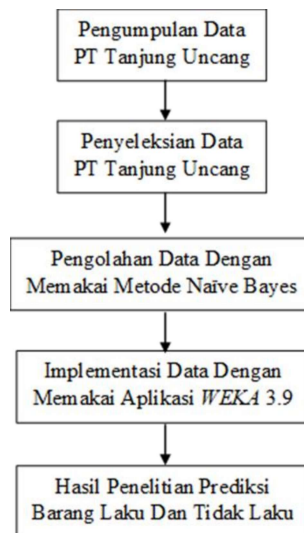 Pengumpulan Data
PT Tanjung Uncang
Penyeleksian Data
PT Tanjung Uncang
Pengolahan Data Dengan
Memakai Metode Naïve Bayes
Implementasi Data Dengan
Memakai Aplikasi WEKA 3.9
Hasil Penelitian Prediksi
Barang Laku Dan Tidak Laku